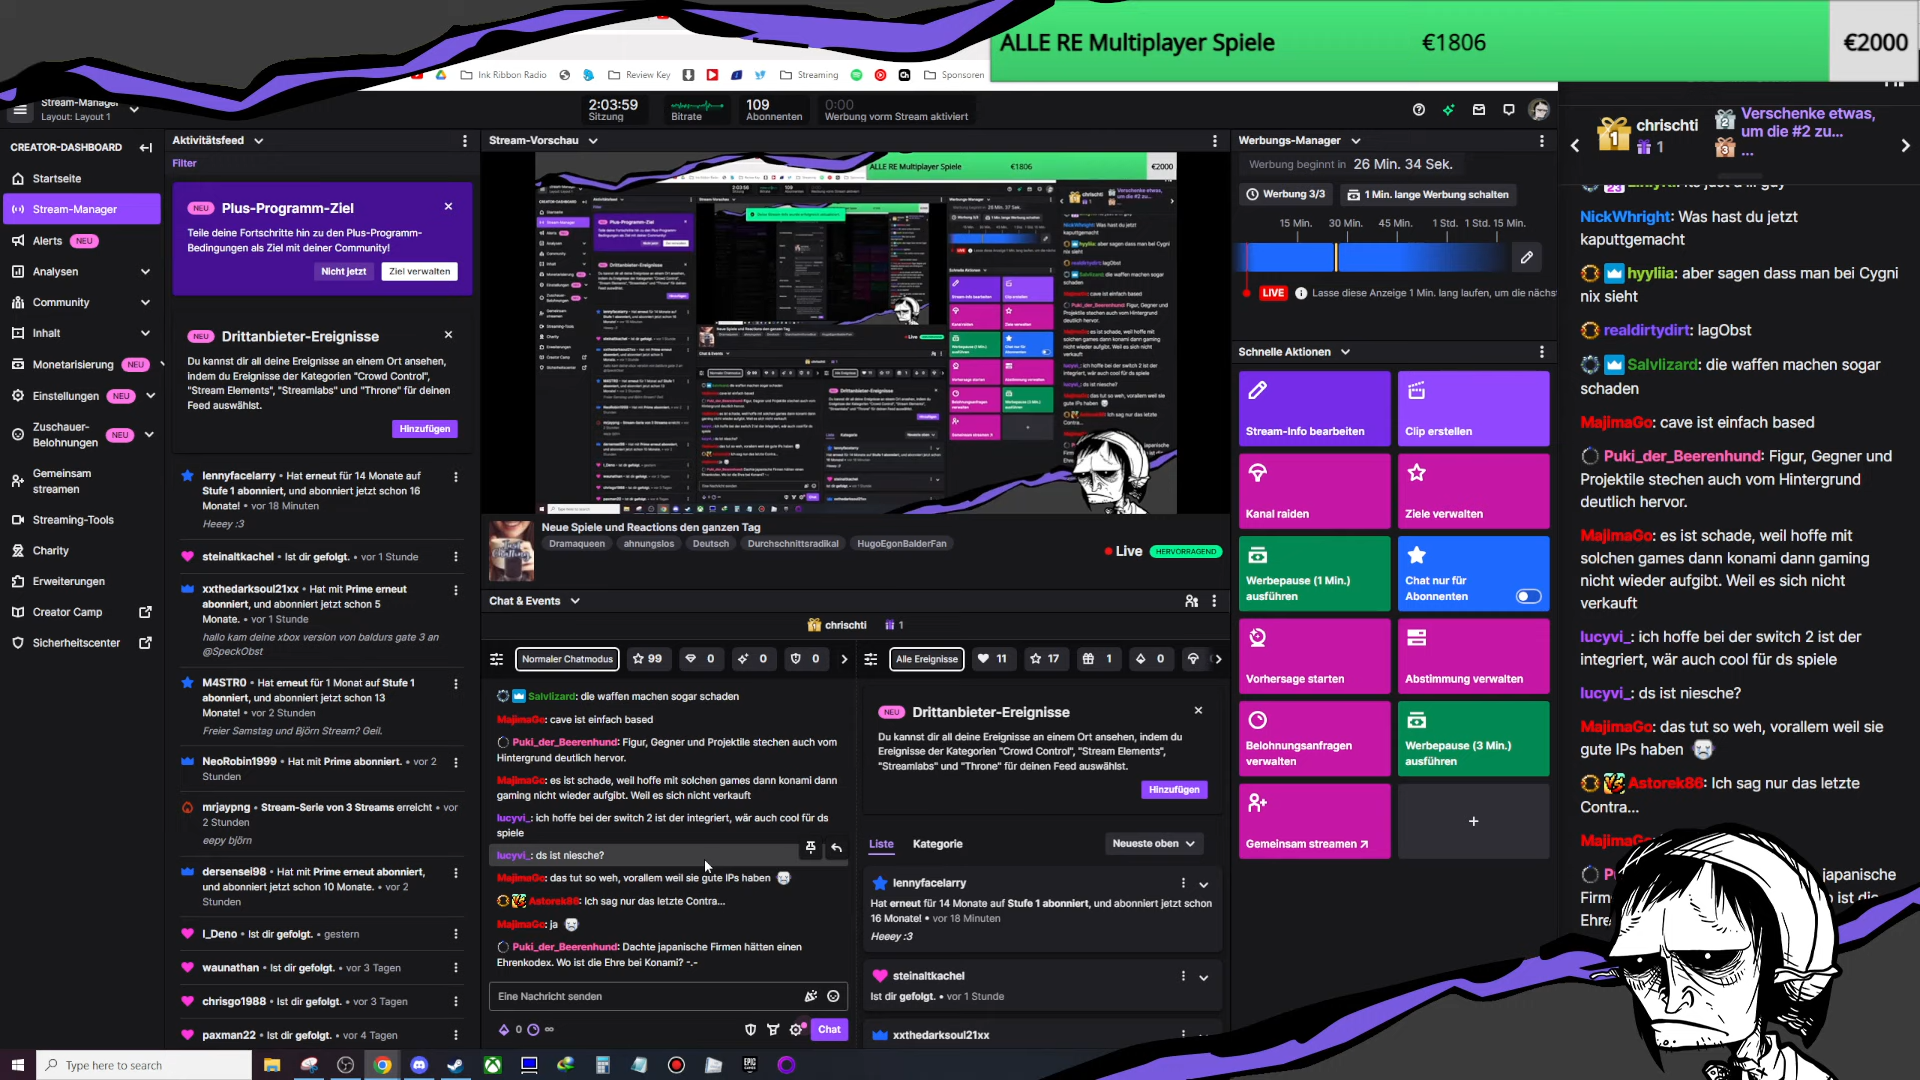 ALLE RE Multiplayer Spiele €1806 €2000
Ink Ribbon Radio Review Key Streaming Sponsoren
Stream-Manager
Layout: Layout 1
2:03:59
Sitzung
Bitrate
109
Abonnenten
0:00
Werbung vorm Stream aktiviert
CREATOR-DASHBOARD
Startseite
Stream-Manager
Alerts NEU
Analysen
Community
Inhalt
Monetarisierung NEU
Einstellungen NEU
Zuschauer-
Belohnungen NEU
Gemeinsam
streamen
Streaming-Tools
Charity
Erweiterungen
Creator Camp
Sicherheitscenter
Aktivitätsfeed
Filter
NEU Plus-Programm-Ziel
Teile deine Fortschritte hin zu den Plus-Programm-
Bedingungen als Ziel mit deiner Community!
Nicht jetzt Ziel verwalten
NEU Drittanbieter-Ereignisse
Du kannst dir all deine Ereignisse an einem Ort ansehen,
indem du Ereignisse der Kategorien "Crowd Control",
"Stream Elements", "Streamlabs" und "Throne" für deinen
Feed auswählst.
Hinzufügen
lennyfacelarry • Hat erneut für 14 Monate auf
Stufe 1 abonniert, und abonniert jetzt schon 16
Monate! • vor 18 Minuten
Heeey :3
steinaltkachel • Ist dir gefolgt. • vor 1 Stunde
xxthedarksoul21xx • Hat mit Prime erneut
abonniert, und abonniert jetzt schon 5
Monate. • vor 1 Stunde
hallo kam deine xbox version von baldurs gate 3 an
@SpeckObst
M4STR0 • Hat erneut für 1 Monat auf Stufe 1
abonniert, und abonniert jetzt schon 13
Monate! • vor 2 Stunden
Freier Samstag und Björn Stream? Geil.
NeoRobin1999 • Hat mit Prime abonniert. • vor 2
Stunden
mrjaypng • Stream-Serie von 3 Streams erreicht • vor
2 Stunden
eepy björn
dersensel98 • Hat mit Prime erneut abonniert,
und abonniert jetzt schon 10 Monate. • vor 2
Stunden
I_Deno • Ist dir gefolgt. • gestern
waunathan • Ist dir gefolgt. • vor 3 Tagen
chrisgo1988 • Ist dir gefolgt. • vor 3 Tagen
paxman22 • Ist dir gefolgt. • vor 4 Tagen
Stream-Vorschau
Neue Spiele und Reactions den ganzen Tag
Dramaqueen ahnungslos Deutsch Durchschnittsradikal HugoEgonBalderFan
Live HERVORRAGEND
Chat & Events
chrischti 1
Normaler Chatmodus 99 0 0 0
Salvlizard: die waffen machen sogar schaden
MajimaGo: cave ist einfach based
Puki_der_Beerenhund: Figur, Gegner und Projektile stechen auch vom
Hintergrund deutlich hervor.
MajimaGo: es ist schade, weil hoffe mit solchen games dann konami dann
gaming nicht wieder aufgibt. Weil es sich nicht verkauft
lucyvi_: ich hoffe bei der switch 2 ist der integriert, wär auch cool für ds
spiele
lucyvi_: ds ist niesche?
MajimaGo: das tut so weh, vorallem weil sie gute IPs haben
Astorek86: Ich sag nur das letzte Contra...
MajimaGo: ja
Puki_der_Beerenhund: Dachte japanische Firmen hätten einen
Ehrenkodex. Wo ist die Ehre bei Konami? -.-
Eine Nachricht senden
0 ∞
Chat
Alle Ereignisse 11 17 1 0
NEU Drittanbieter-Ereignisse
Du kannst dir all deine Ereignisse an einem Ort ansehen, indem du
Ereignisse der Kategorien "Crowd Control", "Stream Elements",
"Streamlabs" und "Throne" für deinen Feed auswählst.
Hinzufügen
Liste Kategorie Neueste oben
lennyfacelarry
Hat erneut für 14 Monate auf Stufe 1 abonniert, und abonniert jetzt schon
16 Monate! • vor 18 Minuten
Heeey :3
steinaltkachel
Ist dir gefolgt. • vor 1 Stunde
xxthedarksoul21xx
Werbungs-Manager
Werbung beginnt in 26 Min. 34 Sek.
Werbung 3/3 1 Min. lange Werbung schalten
15 Min. 30 Min. 45 Min. 1 Std. 1 Std. 15 Min.
LIVE Lasse diese Anzeige 1 Min. lang laufen, um die nächst
Schnelle Aktionen
Stream-Info bearbeiten
Clip erstellen
Kanal raiden
Ziele verwalten
Werbepause (1 Min.)
ausführen
Chat nur für
Abonnenten
Vorhersage starten
Abstimmung verwalten
Belohnungsanfragen
verwalten
Werbepause (3 Min.)
ausführen
Gemeinsam streamen
+
chrischti
1
Verschenke etwas,
um die #2 zu...
...
NickWhright: Was hast du jetzt
kaputtgemacht
hyyliia: aber sagen dass man bei Cygni
nix sieht
realdirtydirt: lagObst
Salvlizard: die waffen machen sogar
schaden
MajimaGo: cave ist einfach based
Puki_der_Beerenhund: Figur, Gegner und
Projektile stechen auch vom Hintergrund
deutlich hervor.
MajimaGo: es ist schade, weil hoffe mit
solchen games dann konami dann gaming
nicht wieder aufgibt. Weil es sich nicht
verkauft
lucyvi_: ich hoffe bei der switch 2 ist der
integriert, wär auch cool für ds spiele
lucyvi_: ds ist niesche?
MajimaGo: das tut so weh, vorallem weil sie
gute IPs haben
Astorek86: Ich sag nur das letzte
Contra...
japanische
Type here to search